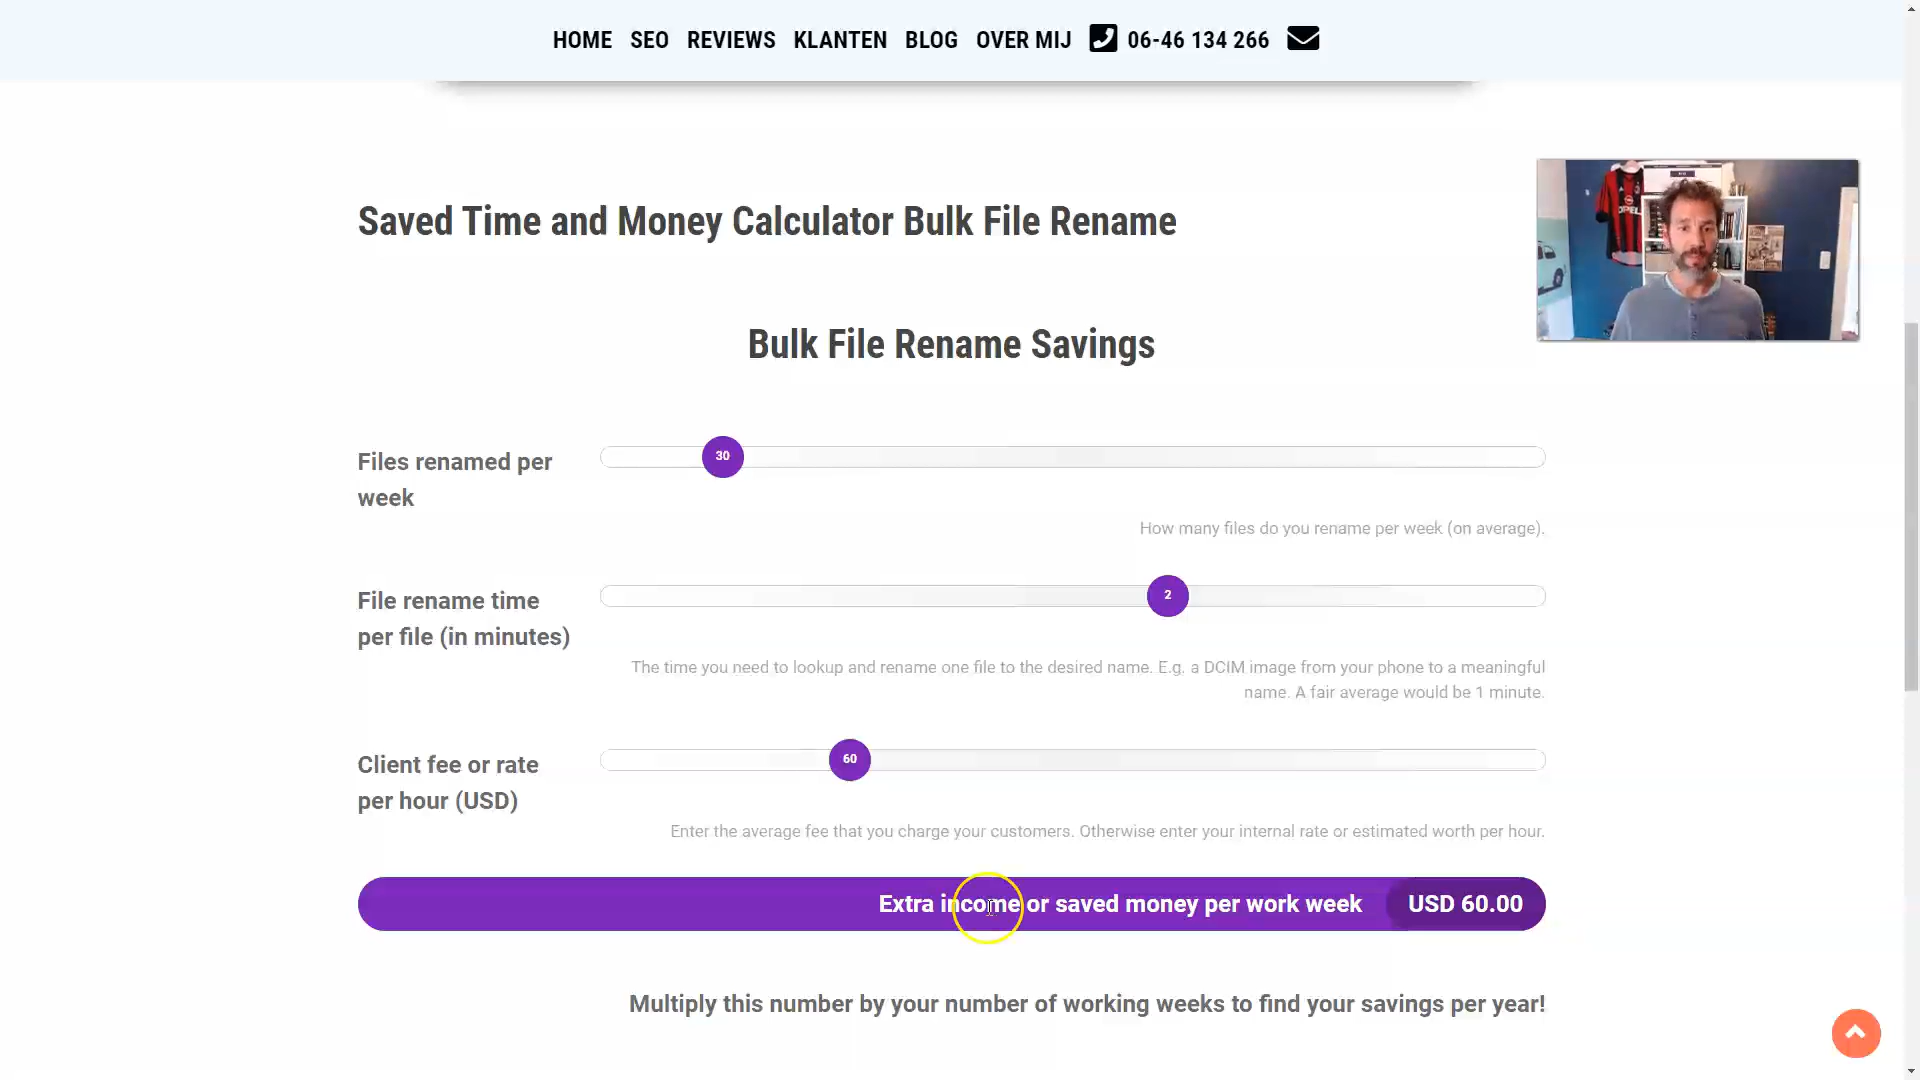 HOME SEO REVIEWS KLANTEN BLOG OVER MIJ 06-46 134 266
Saved Time and Money Calculator Bulk File Rename
Bulk File Rename Savings
Files renamed per
week
30
How many files do you rename per week (on average).
File rename time
per file (in minutes)
2
The time you need to lookup and rename one file to the desired name. E.g. a DCIM image from your phone to a meaningful
name. A fair average would be 1 minute.
Client fee or rate
per hour (USD)
60
Enter the average fee that you charge your customers. Otherwise enter your internal rate or estimated worth per hour.
Extra income or saved money per work week USD 60.00
Multiply this number by your number of working weeks to find your savings per year!
OPEL